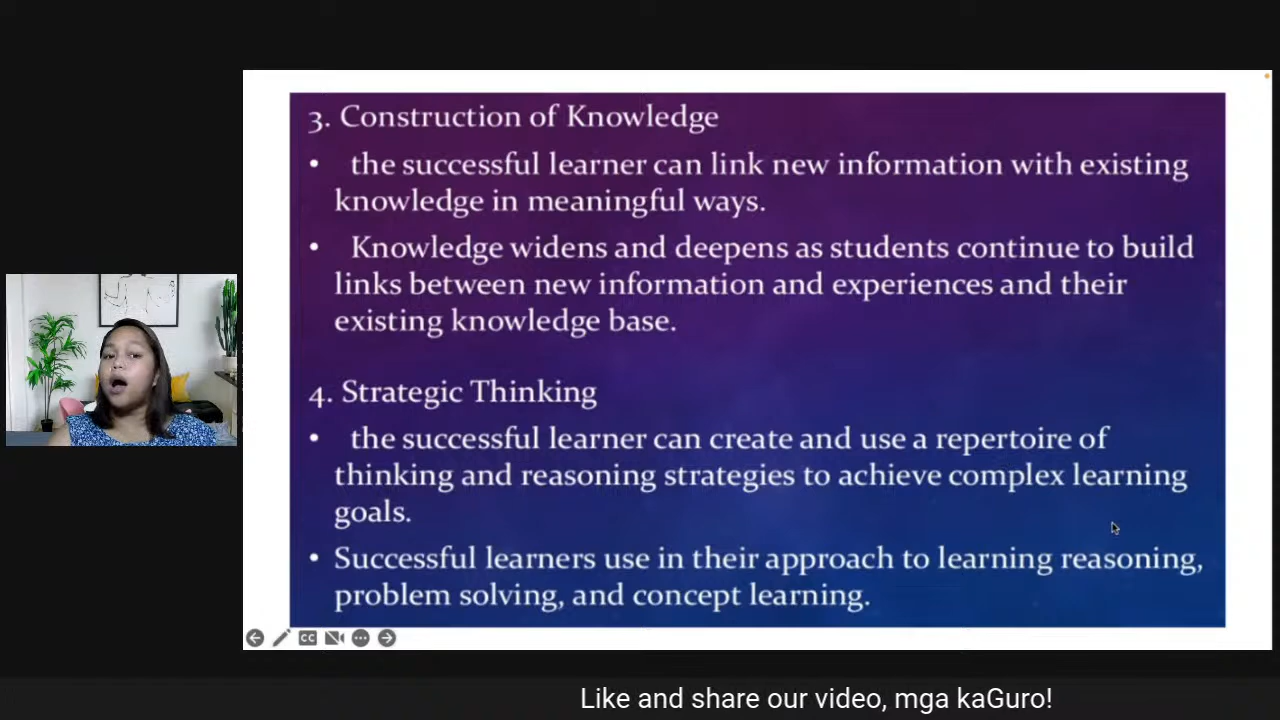 3. Construction of Knowledge
• the successful learner can link new information with existing
knowledge in meaningful ways.
• Knowledge widens and deepens as students continue to build
links between new information and experiences and their
existing knowledge base.
4. Strategic Thinking
• the successful learner can create and use a repertoire of
thinking and reasoning strategies to achieve complex learning
goals.
• Successful learners use in their approach to learning reasoning,
problem solving, and concept learning.
CC
Like and share our video, mga kaGuro!